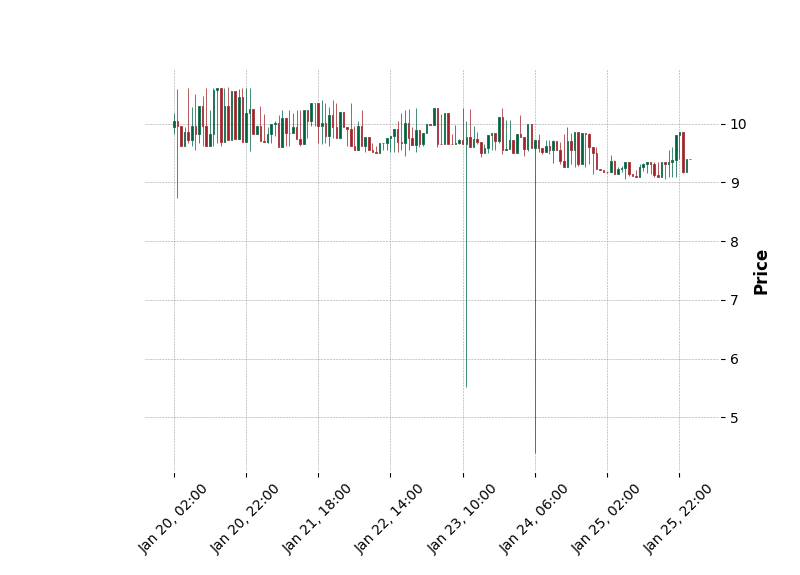 10
9
8
7
6
5
Price
Jan 20, 02:00
Jan 20, 22:00
Jan 21, 18:00
Jan 22, 14:00
Jan 23, 10:00
Jan 24, 06:00
Jan 25, 02:00
Jan 25, 22:00